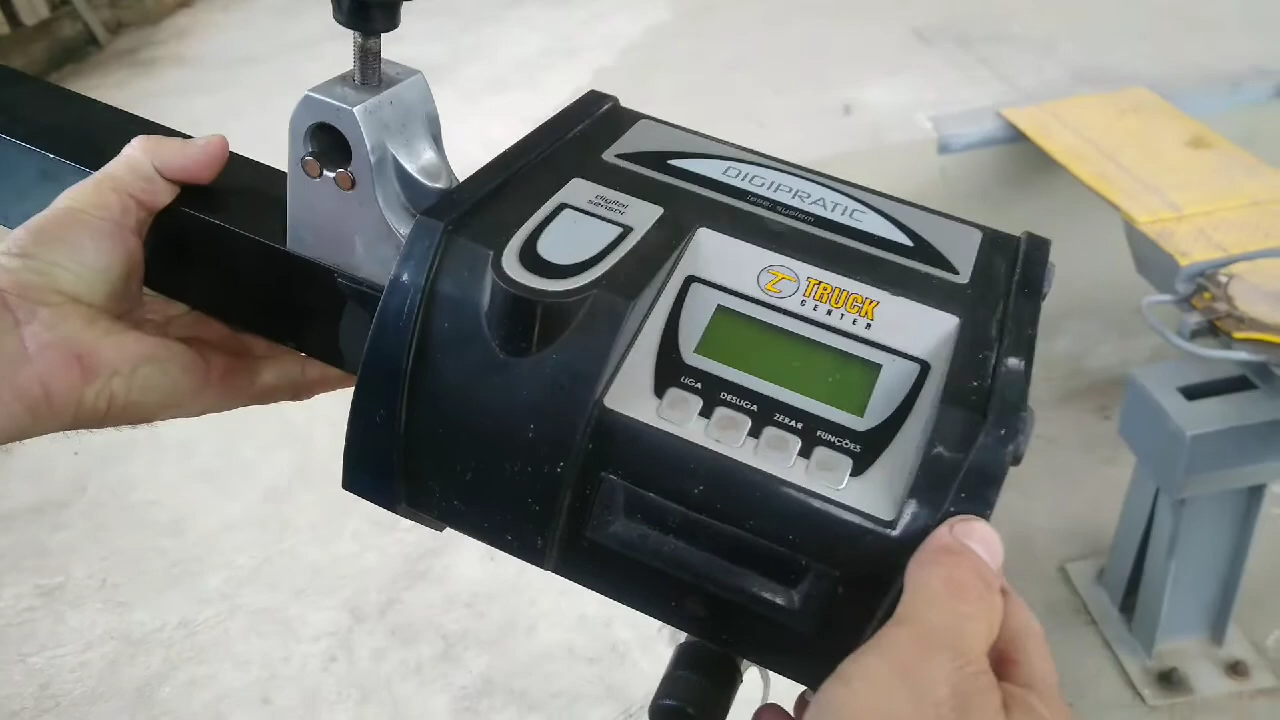 DIGIPRATIC
laser system
digital
sensor
TRUCK
CENTER
LIGA
DESLIGA
ZERAR
FUNÇÕES